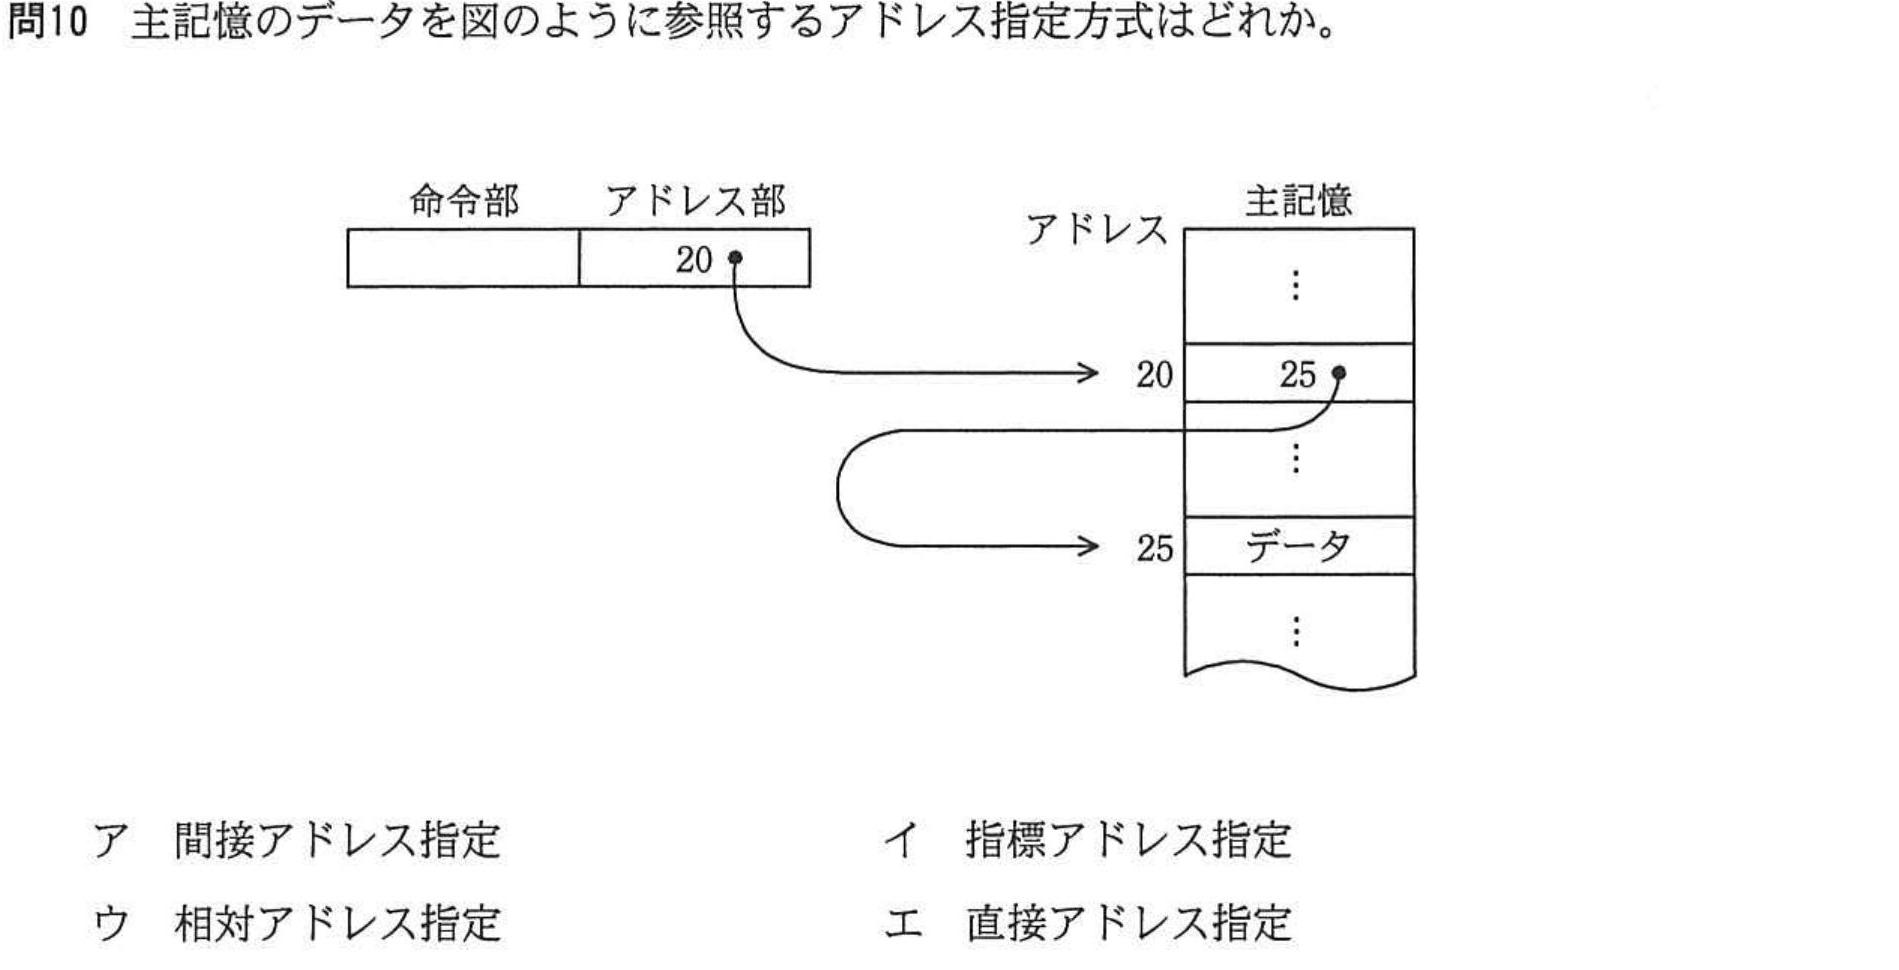 問10 主記憶のデータを図のように参照するアドレス指定方式はどれか。
命令部 アドレス部
20
アドレス 主記憶
⋮
20 25
⋮
25 データ
⋮
ア 間接アドレス指定 イ 指標アドレス指定
ウ 相対アドレス指定 エ 直接アドレス指定